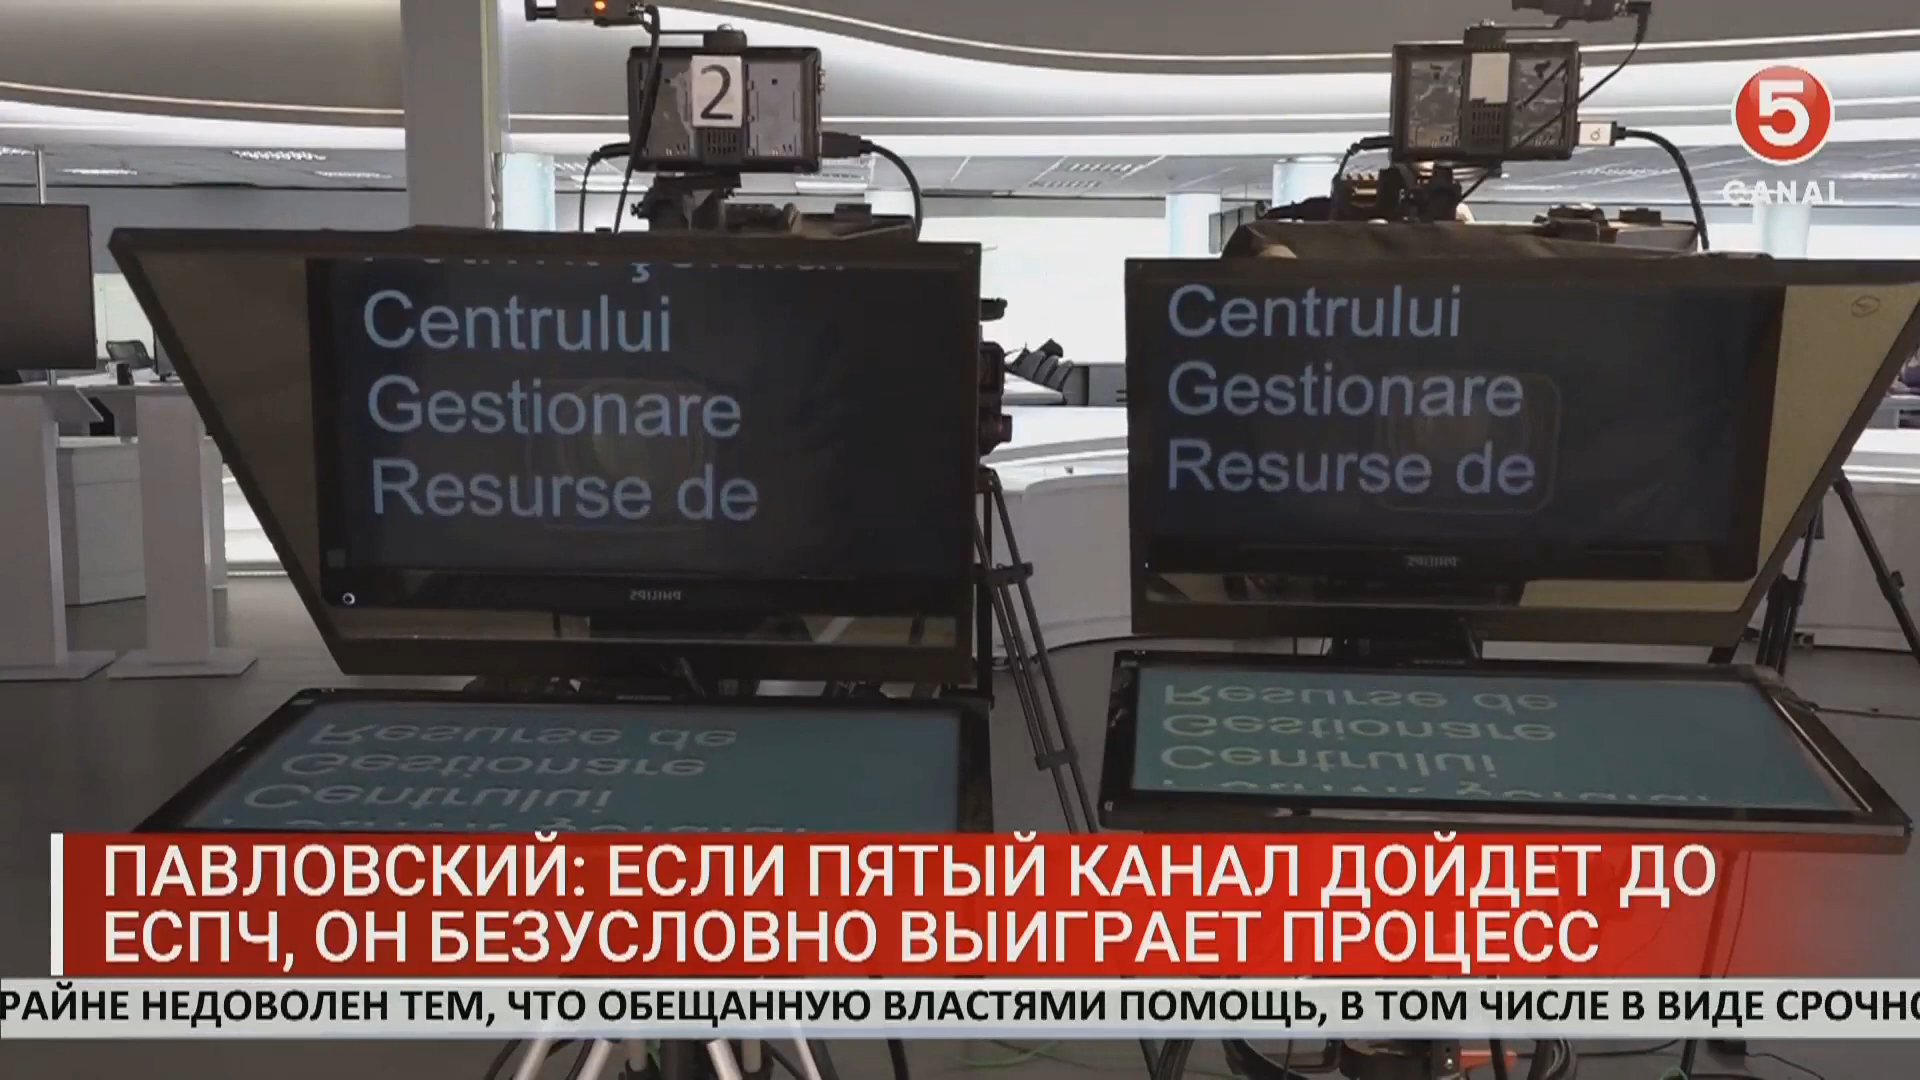 2
5
CANAL
Centrului
Gestionare
Resurse de
Centrului
Gestionare
Resurse de
PHILIPS
PHILIPS
Resurse de
Gestionare
Centrului
Resurse de
Gestionare
Centrului
ПАВЛОВСКИЙ: ЕСЛИ ПЯТЫЙ КАНАЛ ДОЙДЕТ ДО
ЕСПЧ, ОН БЕЗУСЛОВНО ВЫИГРАЕТ ПРОЦЕСС
РАЙНЕ НЕДОВОЛЕН ТЕМ, ЧТО ОБЕЩАННУЮ ВЛАСТЯМИ ПОМОЩЬ, В ТОМ ЧИСЛЕ В ВИДЕ СРОЧНО